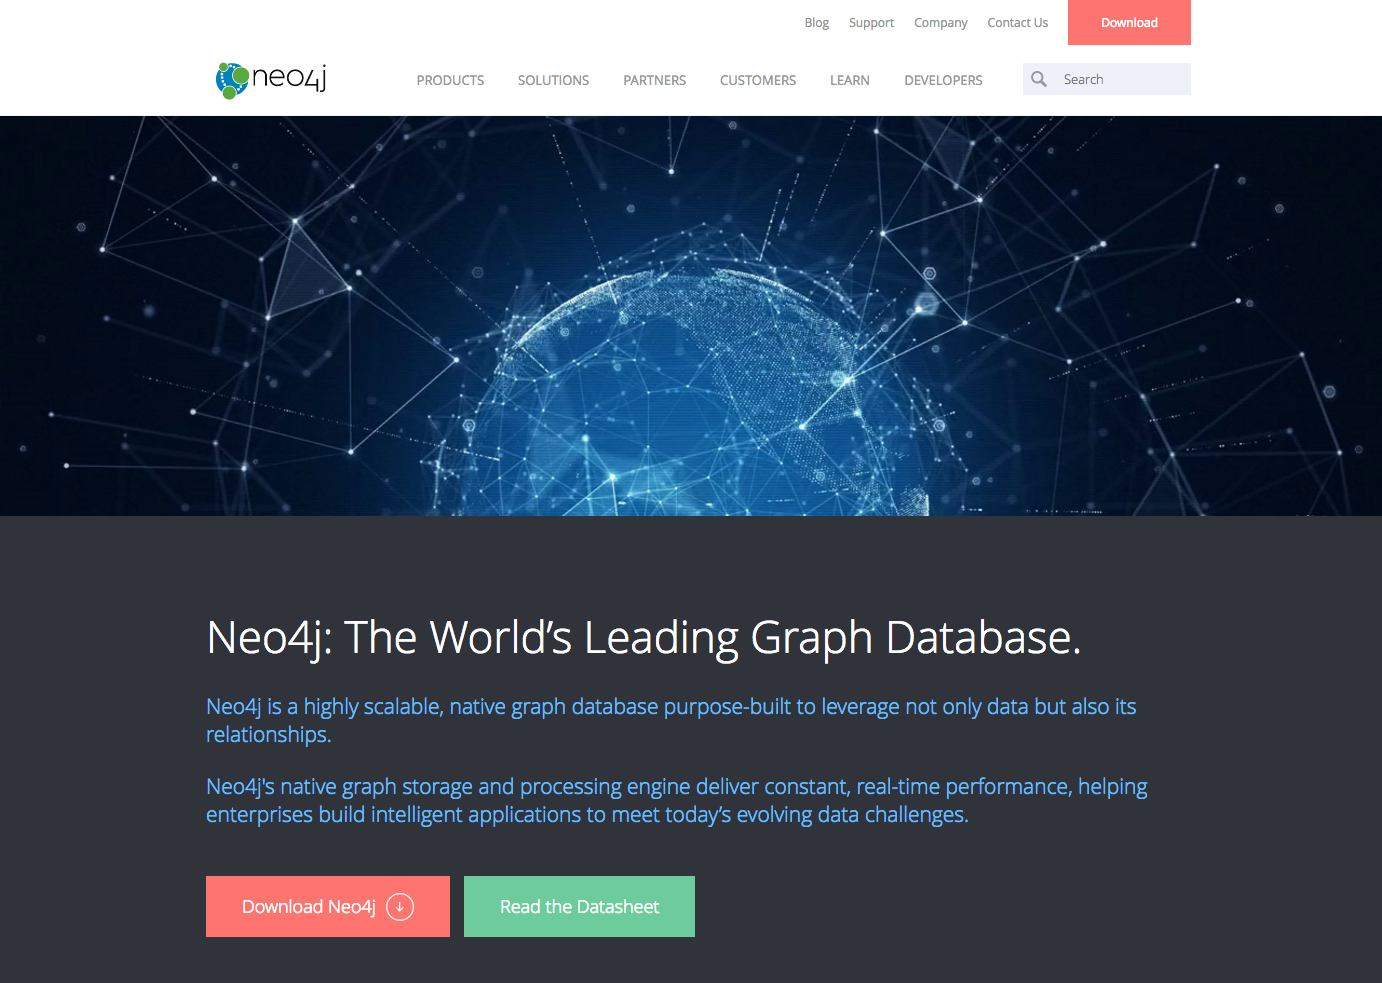 Blog Support Company Contact Us Download
neo4j PRODUCTS SOLUTIONS PARTNERS CUSTOMERS LEARN DEVELOPERS Search
Neo4j: The World’s Leading Graph Database.
Neo4j is a highly scalable, native graph database purpose-built to leverage not only data but also its
relationships.
Neo4j's native graph storage and processing engine deliver constant, real-time performance, helping
enterprises build intelligent applications to meet today’s evolving data challenges.
Download Neo4j Read the Datasheet